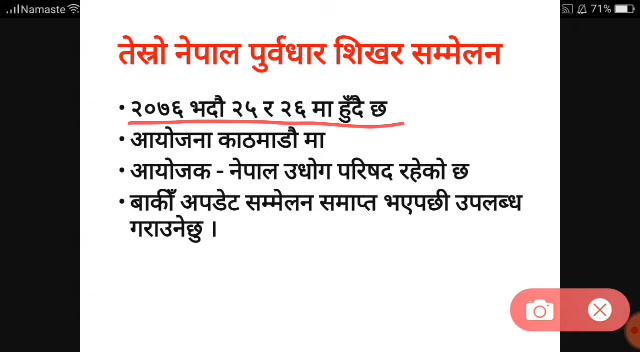 Namaste
71%
तेस्रो नेपाल पुर्वधार शिखर सम्मेलन
• २०७६ भदौ २५ र २६ मा हुँदै छ
• आयोजना काठमाडौ मा
• आयोजक - नेपाल उधोग परिषद रहेको छ
• बाकीँ अपडेट सम्मेलन समाप्त भएपछी उपलब्ध
गराउनेछु ।